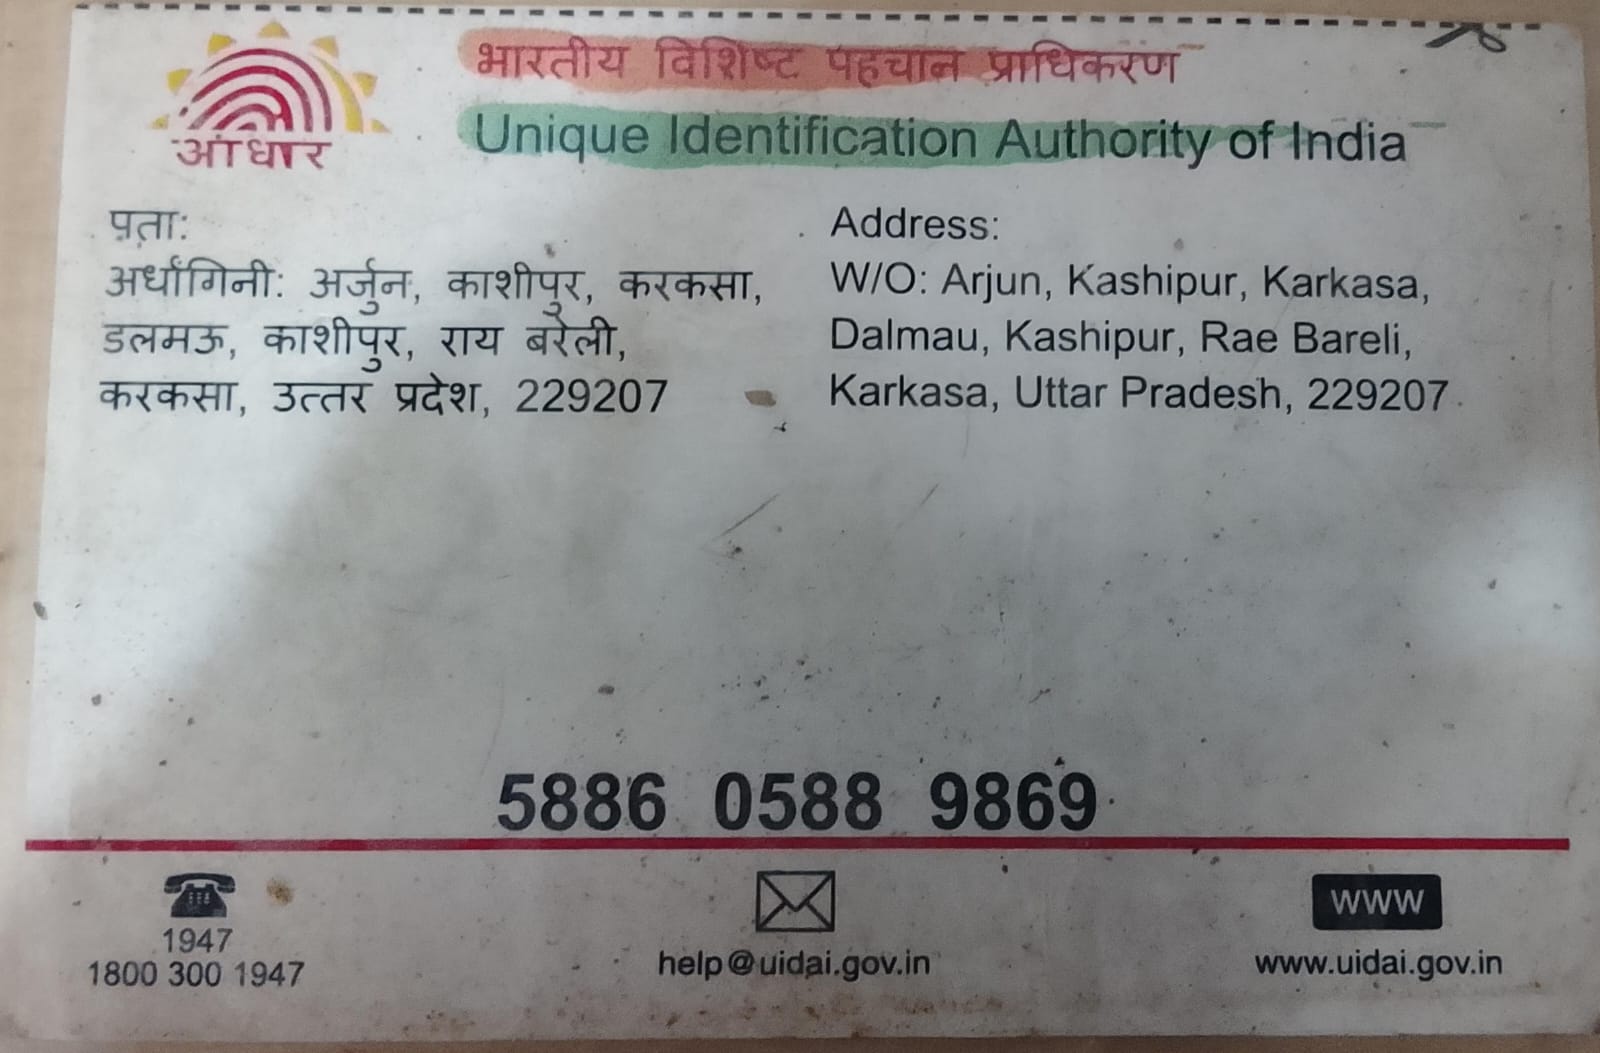 आधार
भारतीय विशिष्ट पहचान प्राधिकरण
Unique Identification Authority of India
पता:
अर्धांगिनी: अर्जुन, काशीपुर, करकसा,
डलमऊ, काशीपुर, राय बरेली,
करकसा, उत्तर प्रदेश, 229207
Address:
W/O: Arjun, Kashipur, Karkasa,
Dalmau, Kashipur, Rae Bareli,
Karkasa, Uttar Pradesh, 229207
5886 0588 9869
1947
1800 300 1947
help@uidai.gov.in
www
www.uidai.gov.in